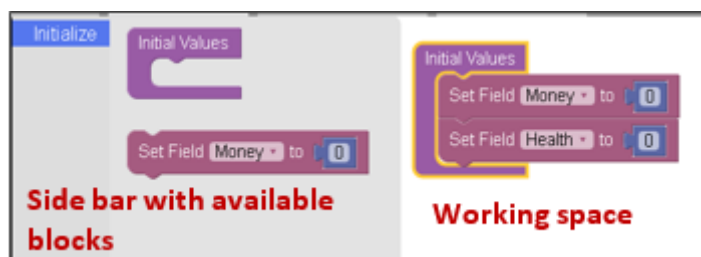 Initialize
Initial Values
Set Field Money to 0
Side bar with available
blocks
Initial Values
Set Field Money to 0
Set Field Health to 0
Working space